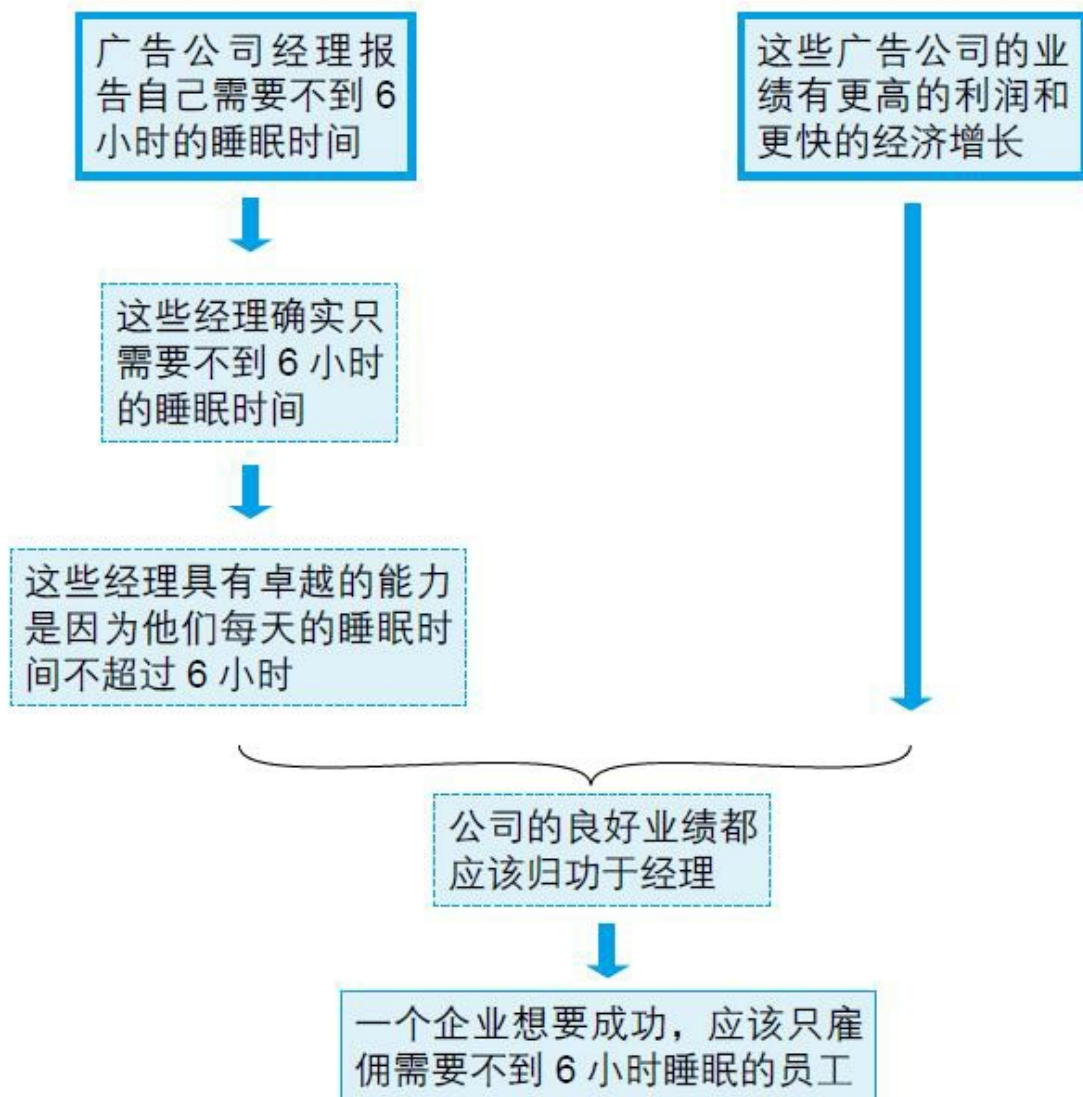 广告公司经理报
告自己需要不到 6
小时的睡眠时间
这些广告公司的业
绩有更高的利润和
更快的经济增长
这些经理确实只
需要不到 6 小时
的睡眠时间
这些经理具有卓越的能力
是因为他们每天的睡眠时
间不超过 6 小时
公司的良好业绩都
应该归功于经理
一个企业想要成功，应该只雇
佣需要不到 6 小时睡眠的员工